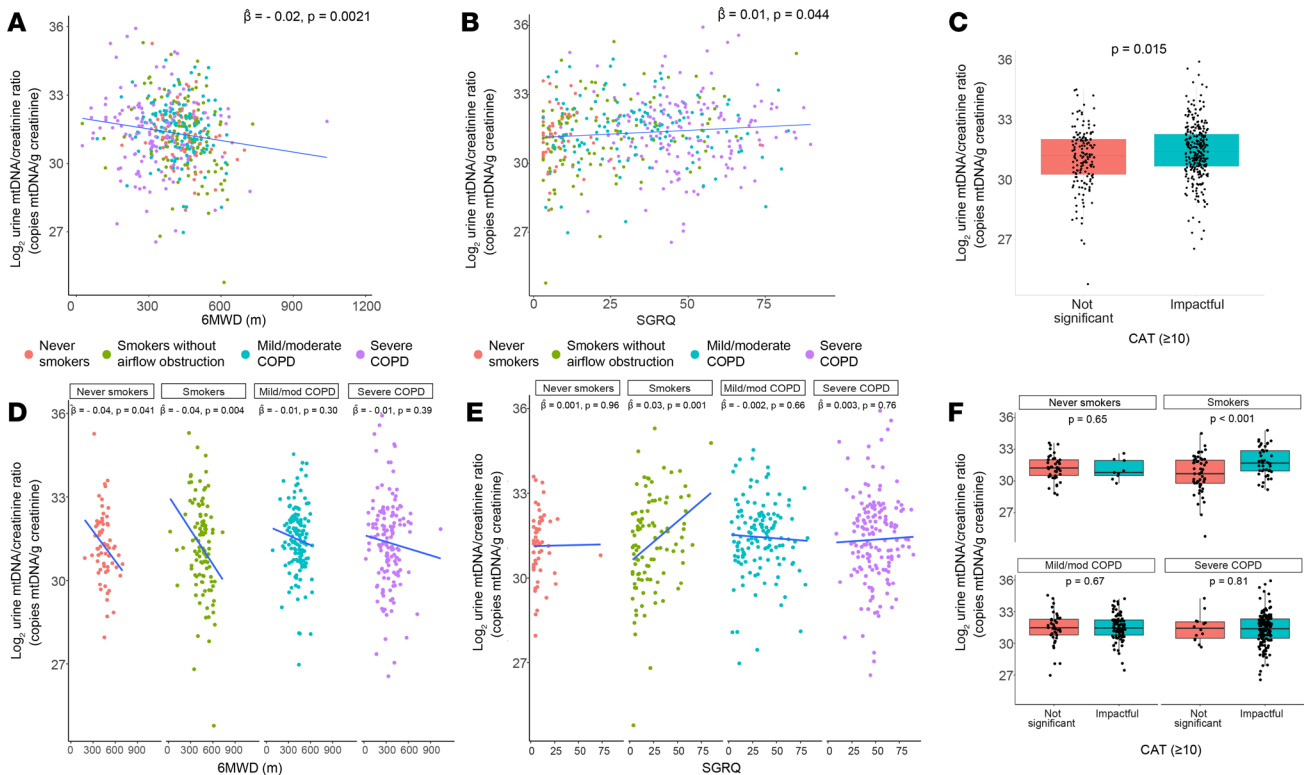 A
β̂ = - 0.02, p = 0.0021
Log2 urine mtDNA/creatinine ratio
(copies mtDNA/g creatinine)
36
33
30
27
0 300 600 900 1200
6MWD (m)
B
β̂ = 0.01, p = 0.044
Log2 urine mtDNA/creatinine ratio
(copies mtDNA/g creatinine)
36
33
30
27
0 25 50 75
SGRQ
C
p = 0.015
Log2 urine mtDNA/creatinine ratio
(copies mtDNA/g creatinine)
36
33
30
27
Not
significant
Impactful
CAT (≥10)
Never
smokers
Smokers without
airflow obstruction
Mild/moderate
COPD
Severe
COPD
Never
smokers
Smokers without
airflow obstruction
Mild/moderate
COPD
Severe
COPD
D
Never smokers Smokers Mild/mod COPD Severe COPD
β̂ = - 0.04, p = 0.041 β̂ = - 0.04, p = 0.004 β̂ = - 0.01, p = 0.30 β̂ = - 0.01, p = 0.39
Log2 urine mtDNA/creatinine ratio
(copies mtDNA/g creatinine)
36
33
30
27
0 300 600 900 0 300 600 900 0 300 600 900 0 300 600 900
6MWD (m)
E
Never smokers Smokers Mild/mod COPD Severe COPD
β̂ = 0.001, p = 0.96 β̂ = 0.03, p = 0.001 β̂ = - 0.002, p = 0.66 β̂ = 0.003, p = 0.76
Log2 urine mtDNA/creatinine ratio
(copies mtDNA/g creatinine)
36
33
30
27
0 25 50 75 0 25 50 75 0 25 50 75 0 25 50 75
SGRQ
F
Never smokers Smokers
p = 0.65 p < 0.001
Log2 urine mtDNA/creatinine ratio
(copies mtDNA/g creatinine)
36
33
30
27
Mild/mod COPD Severe COPD
p = 0.67 p = 0.81
36
33
30
27
Not
significant
Impactful
Not
significant
Impactful
CAT (≥10)